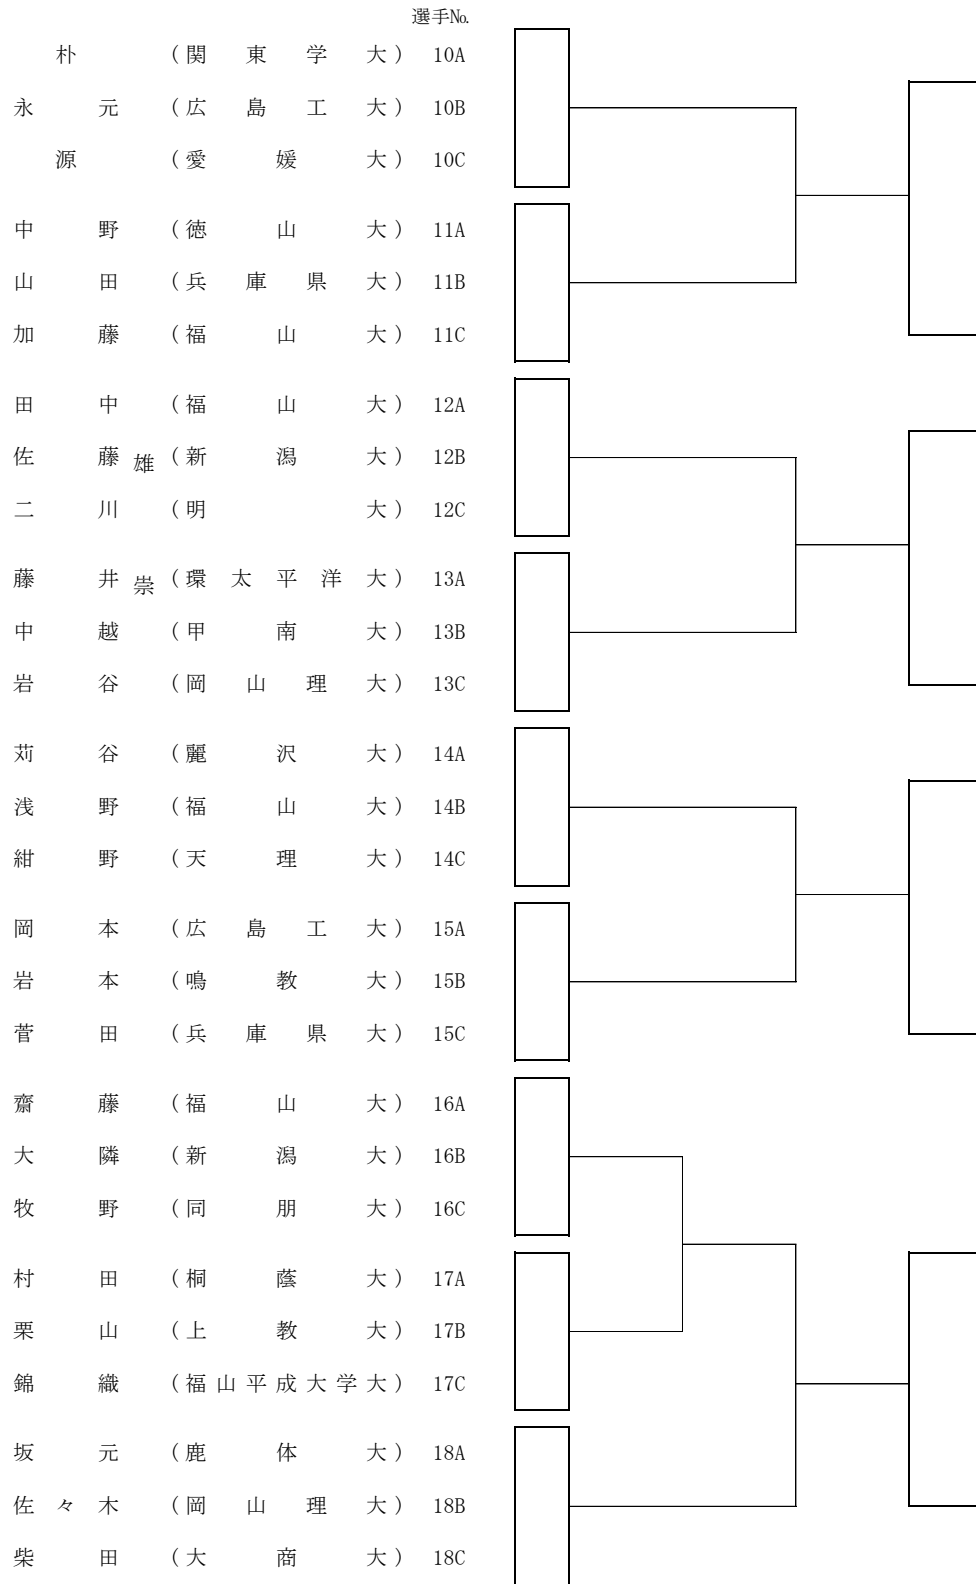 選手№
朴 (関東学大) 10A
永元 (広島工大) 10B
源 (愛媛大) 10C
中野 (徳山大) 11A
山田 (兵庫県大) 11B
加藤 (福山大) 11C
田中 (福山大) 12A
佐藤雄 (新潟大) 12B
二川 (明大) 12C
藤井崇 (環太平洋大) 13A
中越 (甲南大) 13B
岩谷 (岡山理大) 13C
苅谷 (麗沢大) 14A
浅野 (福山大) 14B
紺野 (天理大) 14C
岡本 (広島工大) 15A
岩本 (鳴教大) 15B
菅田 (兵庫県大) 15C
齋藤 (福山大) 16A
大隣 (新潟大) 16B
牧野 (同朋大) 16C
村田 (桐蔭大) 17A
栗山 (上教大) 17B
錦織 (福山平成大学大) 17C
坂元 (鹿体大) 18A
佐々木 (岡山理大) 18B
柴田 (大商大) 18C